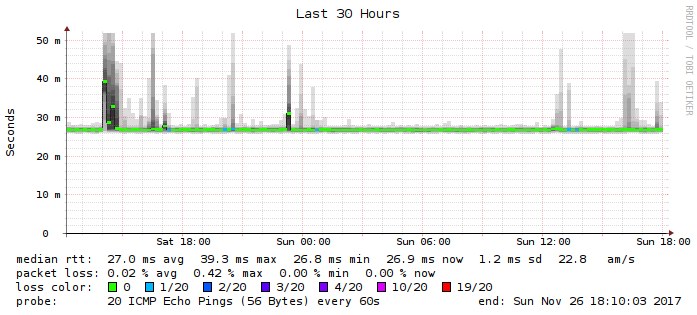 Last 30 Hours
RRDTOOL / TOBI OETIKER
Seconds
50 m
40 m
30 m
20 m
10 m
0
Sat 18:00 Sun 00:00 Sun 06:00 Sun 12:00 Sun 18:00
median rtt: 27.0 ms avg 39.3 ms max 26.8 ms min 26.9 ms now 1.2 ms sd 22.8 am/s
packet loss: 0.02 % avg 0.42 % max 0.00 % min 0.00 % now
loss color: 0 1/20 2/20 3/20 4/20 10/20 19/20
probe: 20 ICMP Echo Pings (56 Bytes) every 60s end: Sun Nov 26 18:10:03 2017